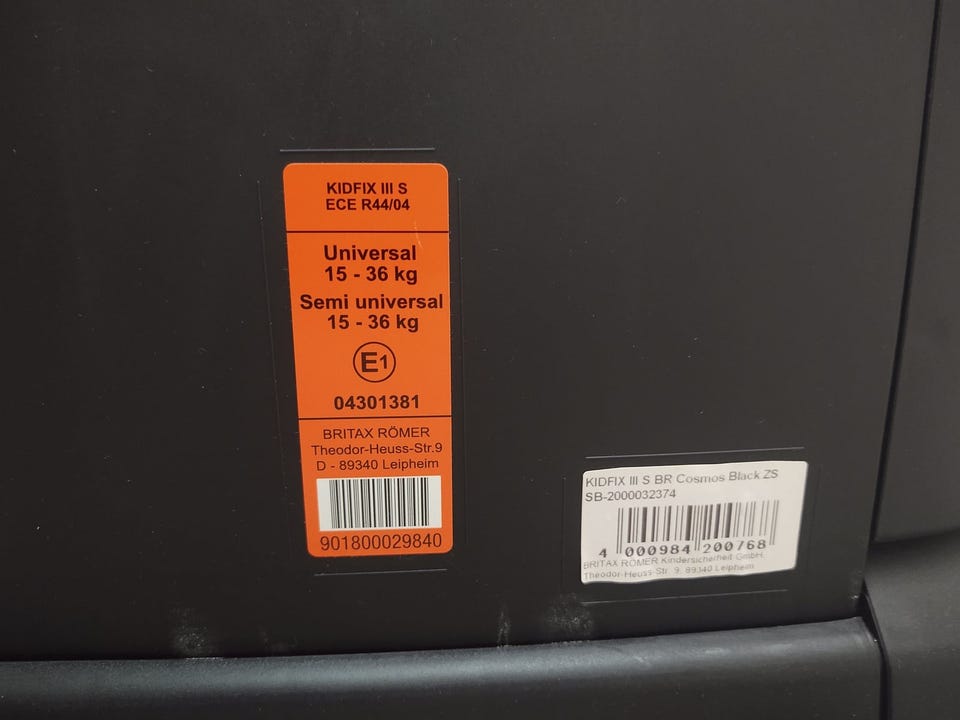 KIDFIX III S
ECE R44/04
Universal
15 - 36 kg
Semi universal
15 - 36 kg
E1
04301381
BRITAX RÖMER
Theodor-Heuss-Str.9
D - 89340 Leipheim
901800029840
KIDFIX III S BR Cosmos Black ZS
SB-2000032374
4 000984 200768
BRITAX RÖMER Kindersicherheit GmbH,
Theodor-Heuss-Str. 9, 89340 Leipheim